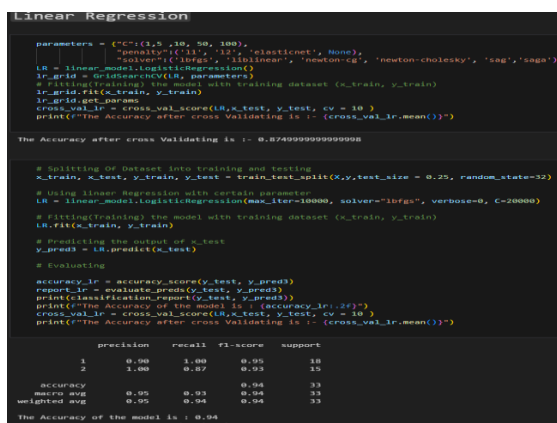 Linear Regression
parameters = {"C":(1,5 ,10, 50, 100),
"penalty":('l1', 'l2', 'elasticnet', None),
"solver":('lbfgs', 'liblinear', 'newton-cg', 'newton-cholesky', 'sag','saga')
LR = linear_model.LogisticRegression()
lr_grid = GridSearchCV(LR, parameters)
# Fitting(Training) the model with training dataset (x_train, y_train)
lr_grid.fit(x_train, y_train)
lr_grid.get_params
cross_val_lr = cross_val_score(LR,x_test, y_test, cv = 10 )
print(f"The Accuracy after cross Validating is :- {cross_val_lr.mean()}")
The Accuracy after cross Validating is :- 0.8749999999999998
# Splitting Of Dataset into training and testing
x_train, x_test, y_train, y_test = train_test_split(X,y,test_size = 0.25, random_state=32)
# Using linaer Regression with certain parameter
LR = linear_model.LogisticRegression(max_iter=10000, solver="lbfgs", verbose=0, C=20000)
# Fitting(Training) the model with training dataset (x_train, y_train)
LR.fit(x_train, y_train)
# Predicting the output of x_test
y_pred3 = LR.predict(x_test)
# Evaluating
accuracy_lr = accuracy_score(y_test, y_pred3)
report_lr = evaluate_preds(y_test, y_pred3)
print(classification_report(y_test, y_pred3))
print(f"The Accuracy of the model is : {accuracy_lr:.2f}")
cross_val_lr = cross_val_score(LR,x_test, y_test, cv = 10 )
print(f"The Accuracy after cross Validating is :- {cross_val_lr.mean()}")
precision recall f1-score support
1 0.90 1.00 0.95 18
2 1.00 0.87 0.93 15
accuracy 0.94 33
macro avg 0.95 0.93 0.94 33
weighted avg 0.95 0.94 0.94 33
The Accuracy of the model is : 0.94